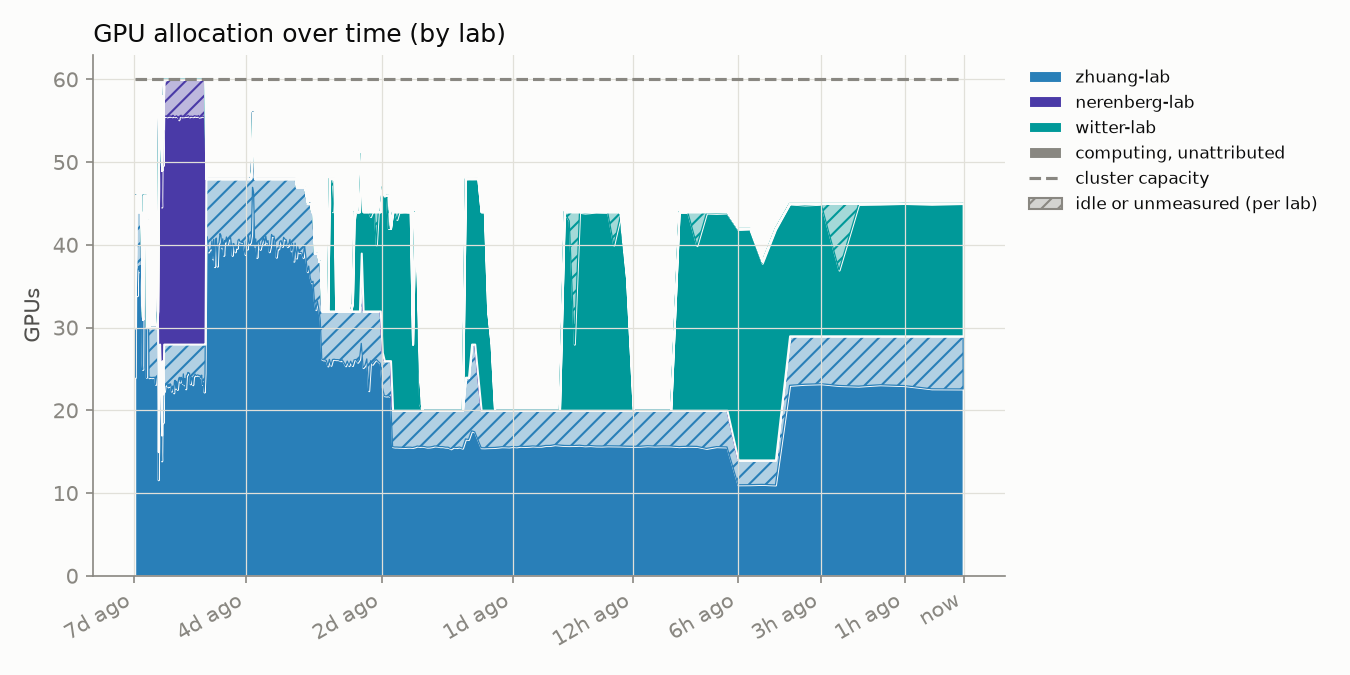 GPU allocation over time (by lab)
GPUs
60
50
40
30
20
10
0
7d ago
4d ago
2d ago
1d ago
12h ago
6h ago
3h ago
1h ago
now
zhuang-lab
nerenberg-lab
witter-lab
computing, unattributed
cluster capacity
idle or unmeasured (per lab)